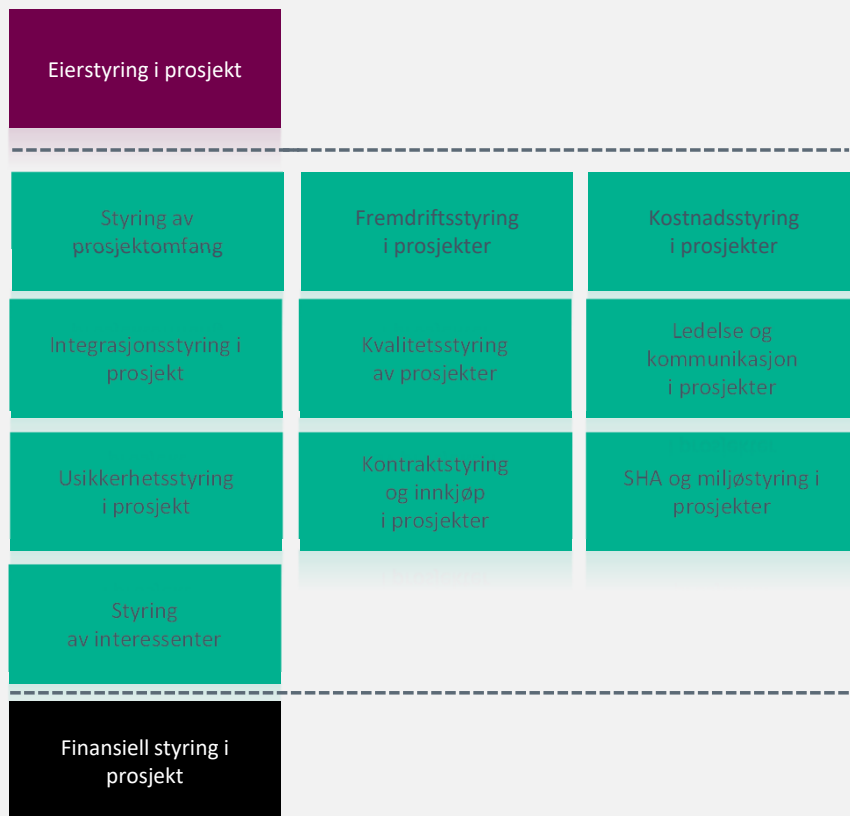 Eierstyring i prosjekt
Styring av
prosjektomfang
Fremdriftsstyring
i prosjekter
Kostnadsstyring
i prosjekter
Integrasjonsstyring i
prosjekt
Kvalitetsstyring
av prosjekter
Ledelse og
kommunikasjon
i prosjekter
Usikkerhetsstyring
i prosjekt
Kontraktstyring
og innkjøp
i prosjekter
SHA og miljøstyring i
prosjekter
Styring
av interessenter
Finansiell styring i
prosjekt